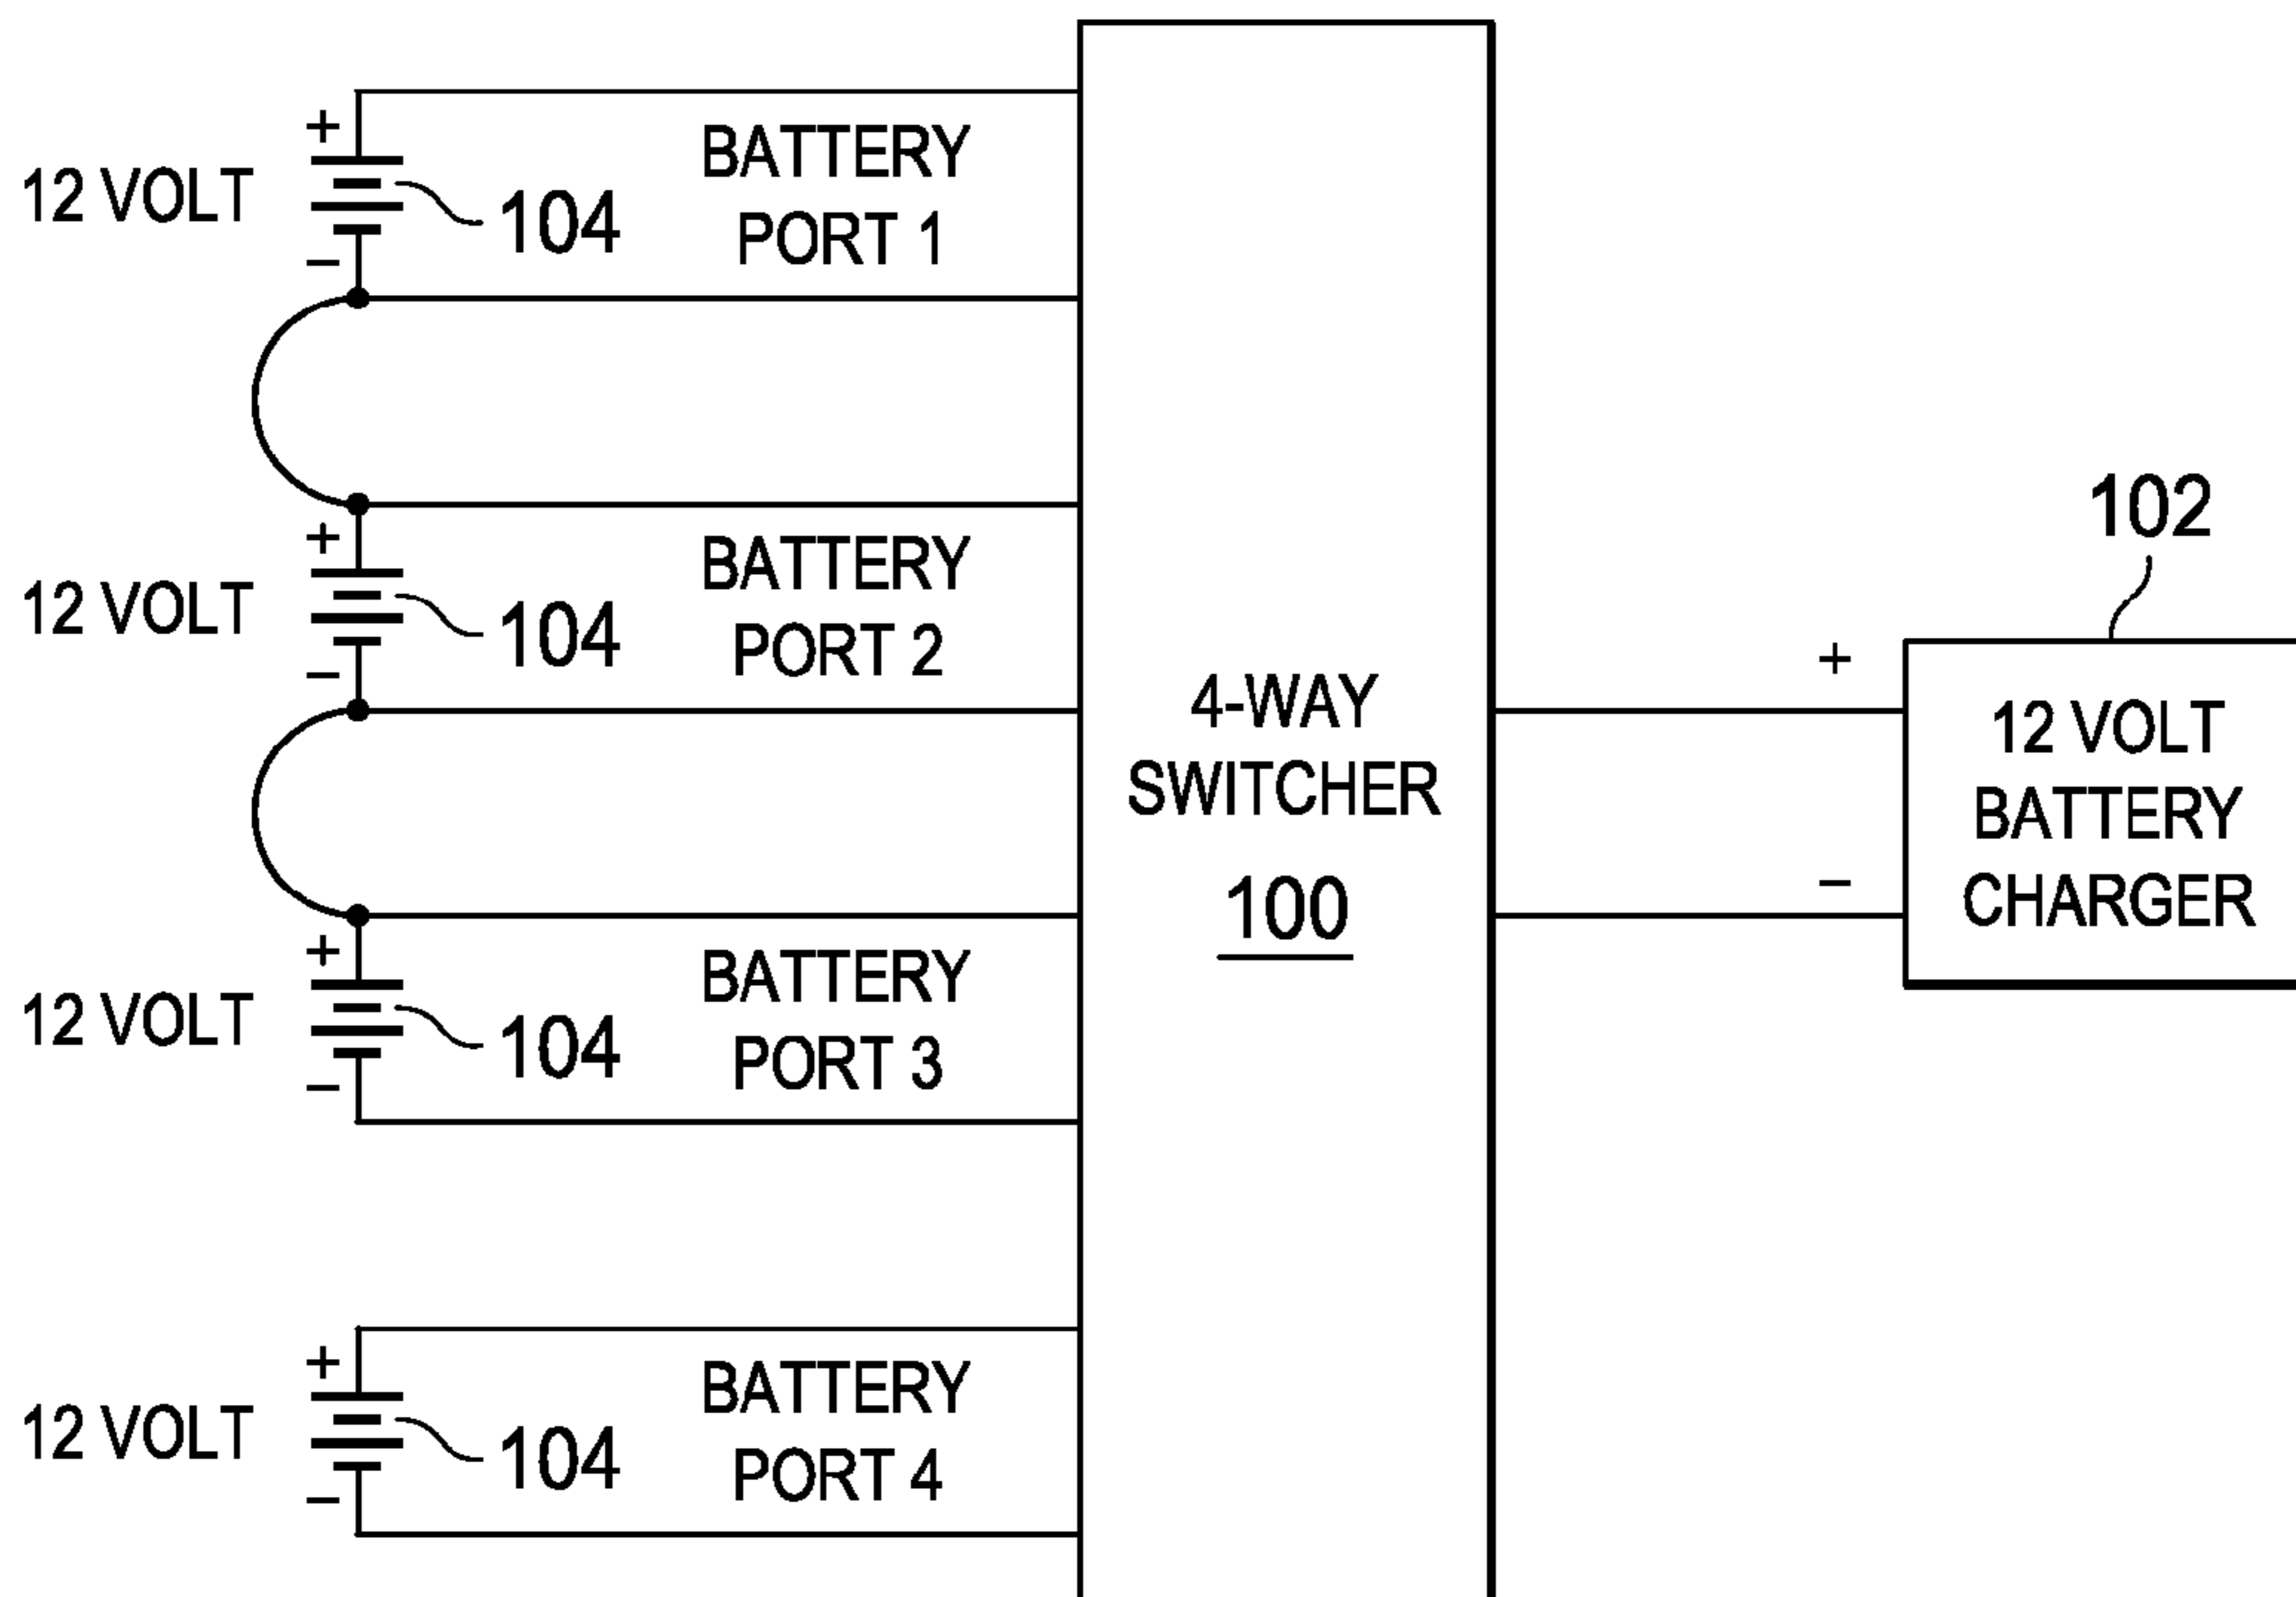 +
12 VOLT
−
104
BATTERY
PORT 1
+
12 VOLT
−
104
BATTERY
PORT 2
+
12 VOLT
−
104
BATTERY
PORT 3
+
12 VOLT
−
104
BATTERY
PORT 4
4-WAY
SWITCHER
100
+
−
102
12 VOLT
BATTERY
CHARGER